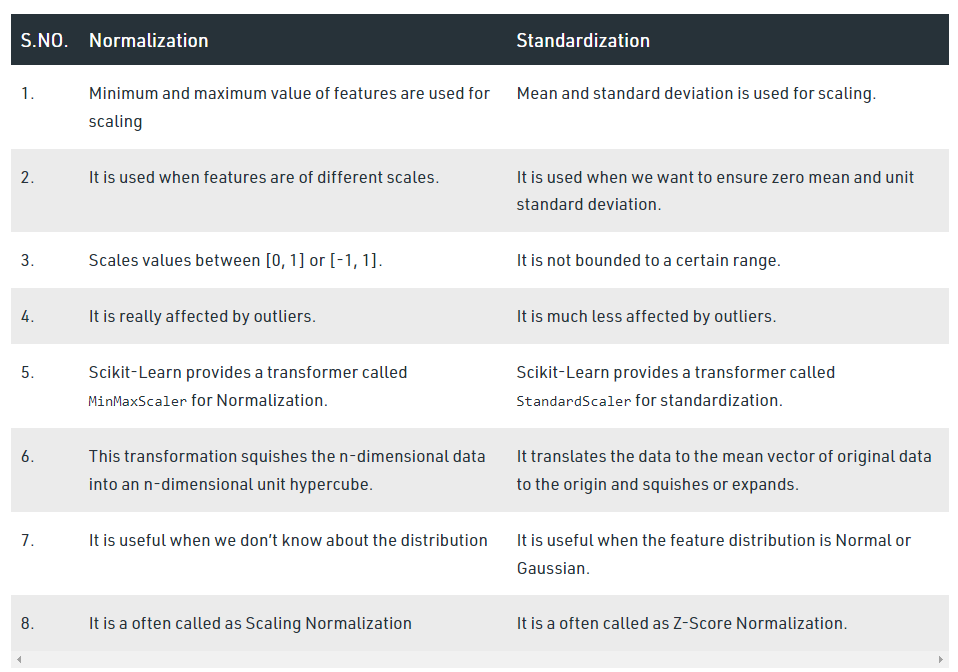 S.NO. Normalization Standardization
1. Minimum and maximum value of features are used for Mean and standard deviation is used for scaling.
scaling
2. It is used when features are of different scales. It is used when we want to ensure zero mean and unit
standard deviation.
3. Scales values between [0, 1] or [-1, 1]. It is not bounded to a certain range.
4. It is really affected by outliers. It is much less affected by outliers.
5. Scikit-Learn provides a transformer called Scikit-Learn provides a transformer called
MinMaxScaler for Normalization. StandardScaler for standardization.
6. This transformation squishes the n-dimensional data It translates the data to the mean vector of original data
into an n-dimensional unit hypercube. to the origin and squishes or expands.
7. It is useful when we don’t know about the distribution It is useful when the feature distribution is Normal or
Gaussian.
8. It is a often called as Scaling Normalization It is a often called as Z-Score Normalization.